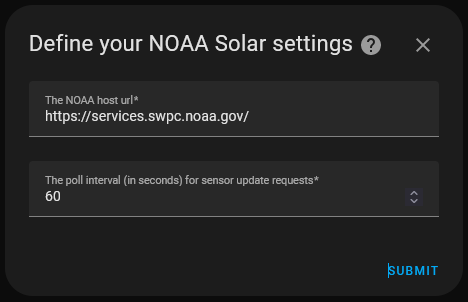 Define your NOAA Solar settings ?
The NOAA host url*
https://services.swpc.noaa.gov/
The poll interval (in seconds) for sensor update requests*
60
SUBMIT